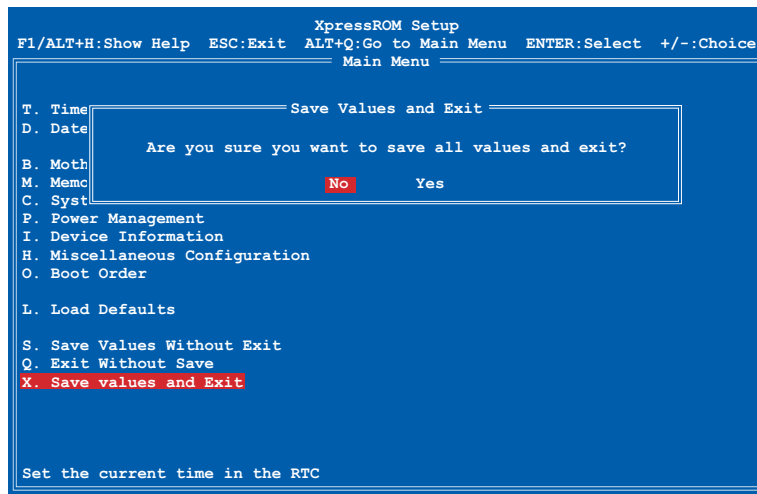 XpressROM Setup
F1/ALT+H:Show Help ESC:Exit ALT+Q:Go to Main Menu ENTER:Select +/-:Choice
Main Menu
T. Time
D. Date
Save Values and Exit
Are you sure you want to save all values and exit?
No Yes
B. Moth
M. Memo
C. Syst
P. Power Management
I. Device Information
H. Miscellaneous Configuration
O. Boot Order
L. Load Defaults
S. Save Values Without Exit
Q. Exit Without Save
X. Save values and Exit
Set the current time in the RTC